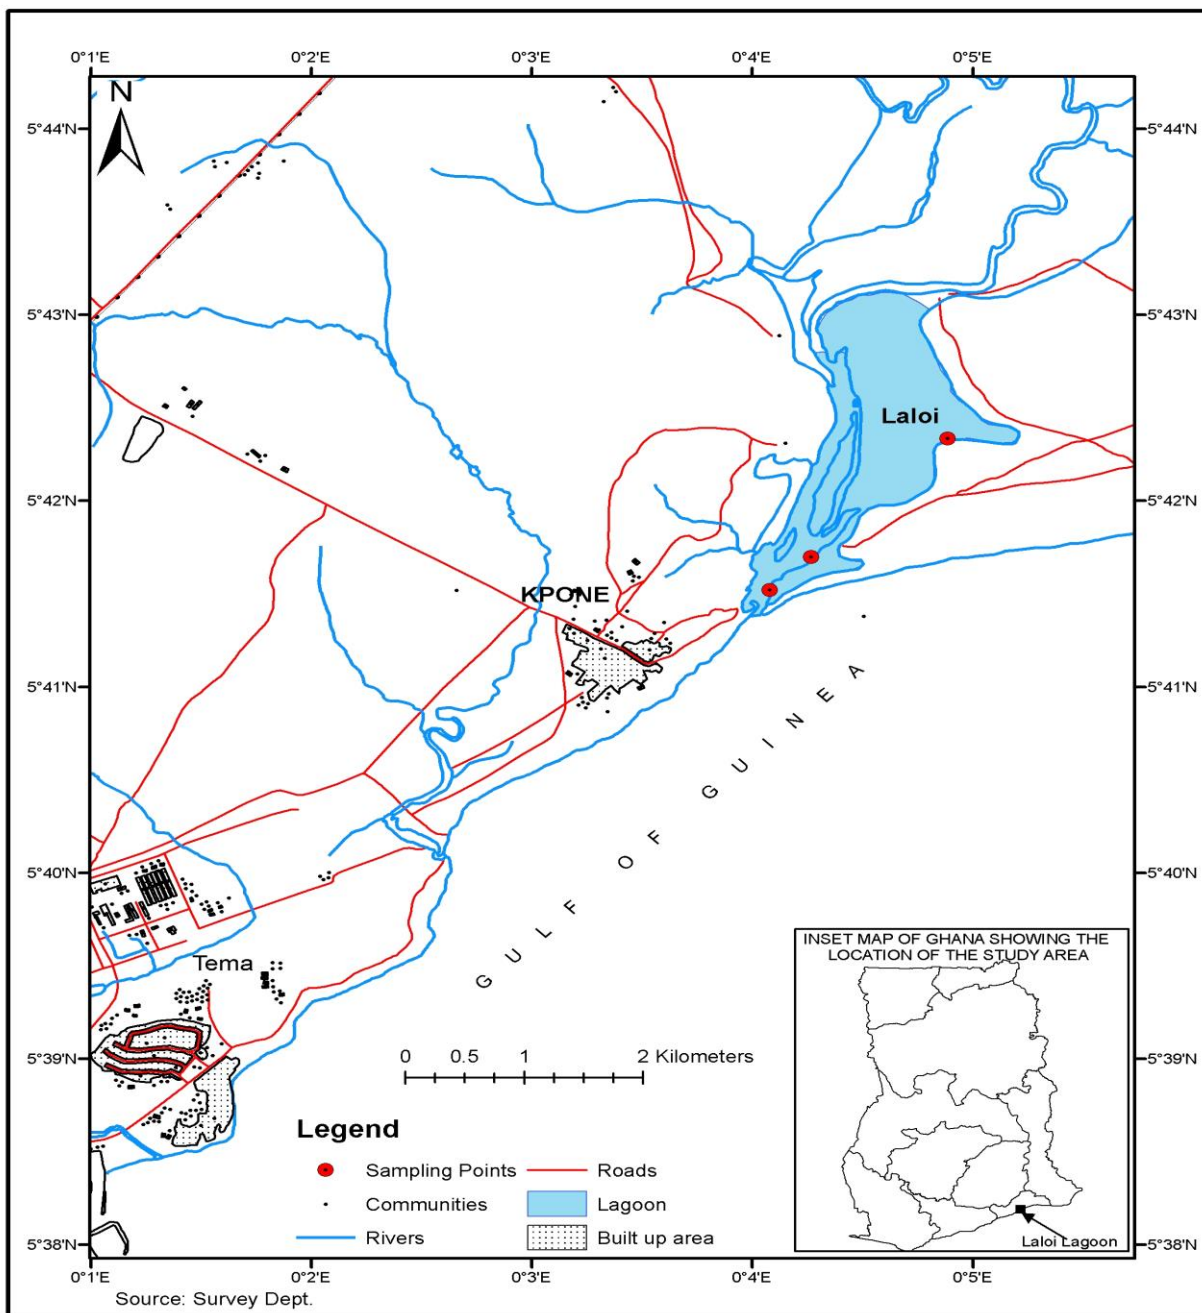 0°1'E 0°2'E 0°3'E 0°4'E 0°5'E
N
5°44'N 5°44'N
5°43'N 5°43'N
Laloi
5°42'N 5°42'N
KPONE
5°41'N 5°41'N
GULF OF GUINEA
5°40'N 5°40'N
Tema
INSET MAP OF GHANA SHOWING THE
LOCATION OF THE STUDY AREA
5°39'N 5°39'N
0 0.5 1 2 Kilometers
Legend
Sampling Points Roads
Communities Lagoon
Rivers Built up area
Laloi Lagoon
5°38'N 5°38'N
0°1'E 0°2'E 0°3'E 0°4'E 0°5'E
Source: Survey Dept.